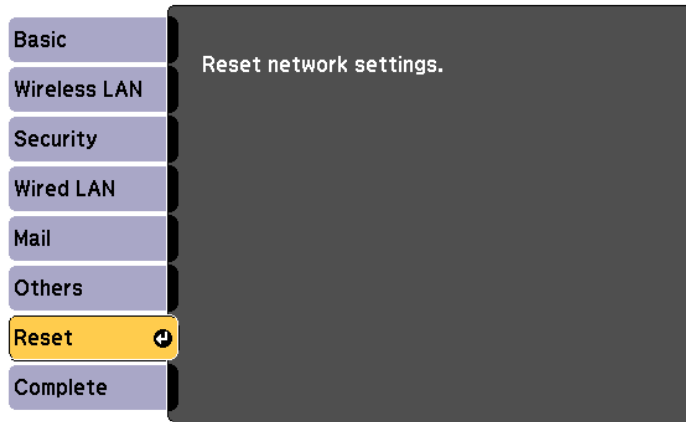 Basic
Wireless LAN
Security
Wired LAN
Mail
Others
Reset
Complete
Reset network settings.